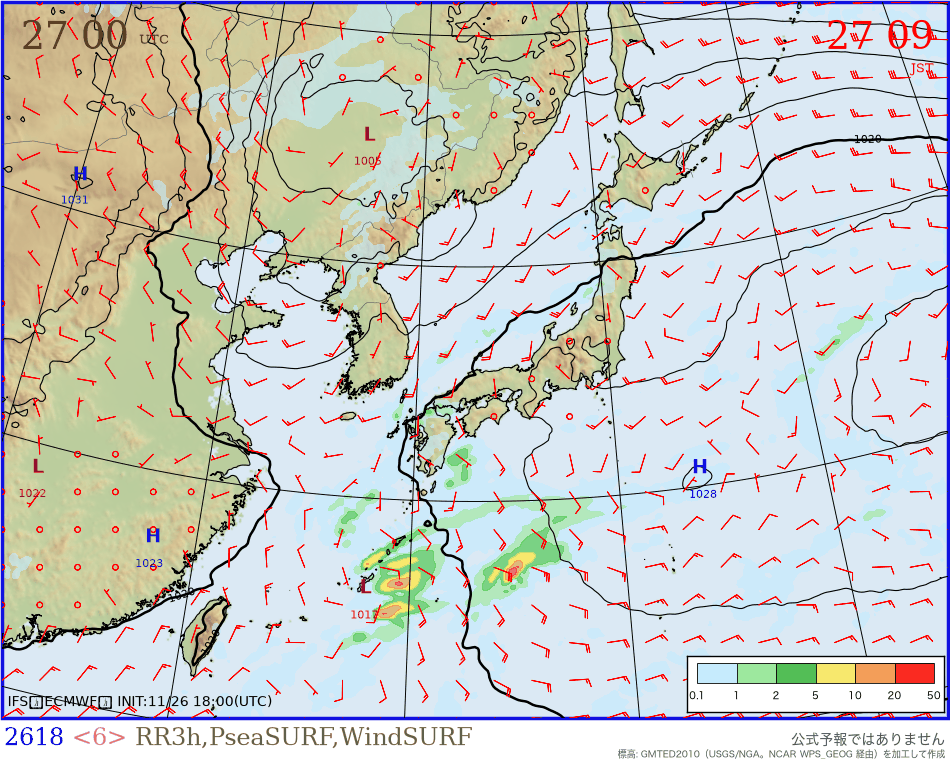 27 00 UTC
27 09
JST
1020
L
1005
H
1031
L
1022
H
1028
H
1023
L
1012
1020
0.1 1 2 5 10 20 50
IFS ECMWF INIT:11/26 18:00(UTC)
2618 <6> RR3h,PseaSURF,WindSURF
公式予報ではありません
標高: GMTED2010（USGS/NGA。NCAR WPS_GEOG 経由）を加工して作成